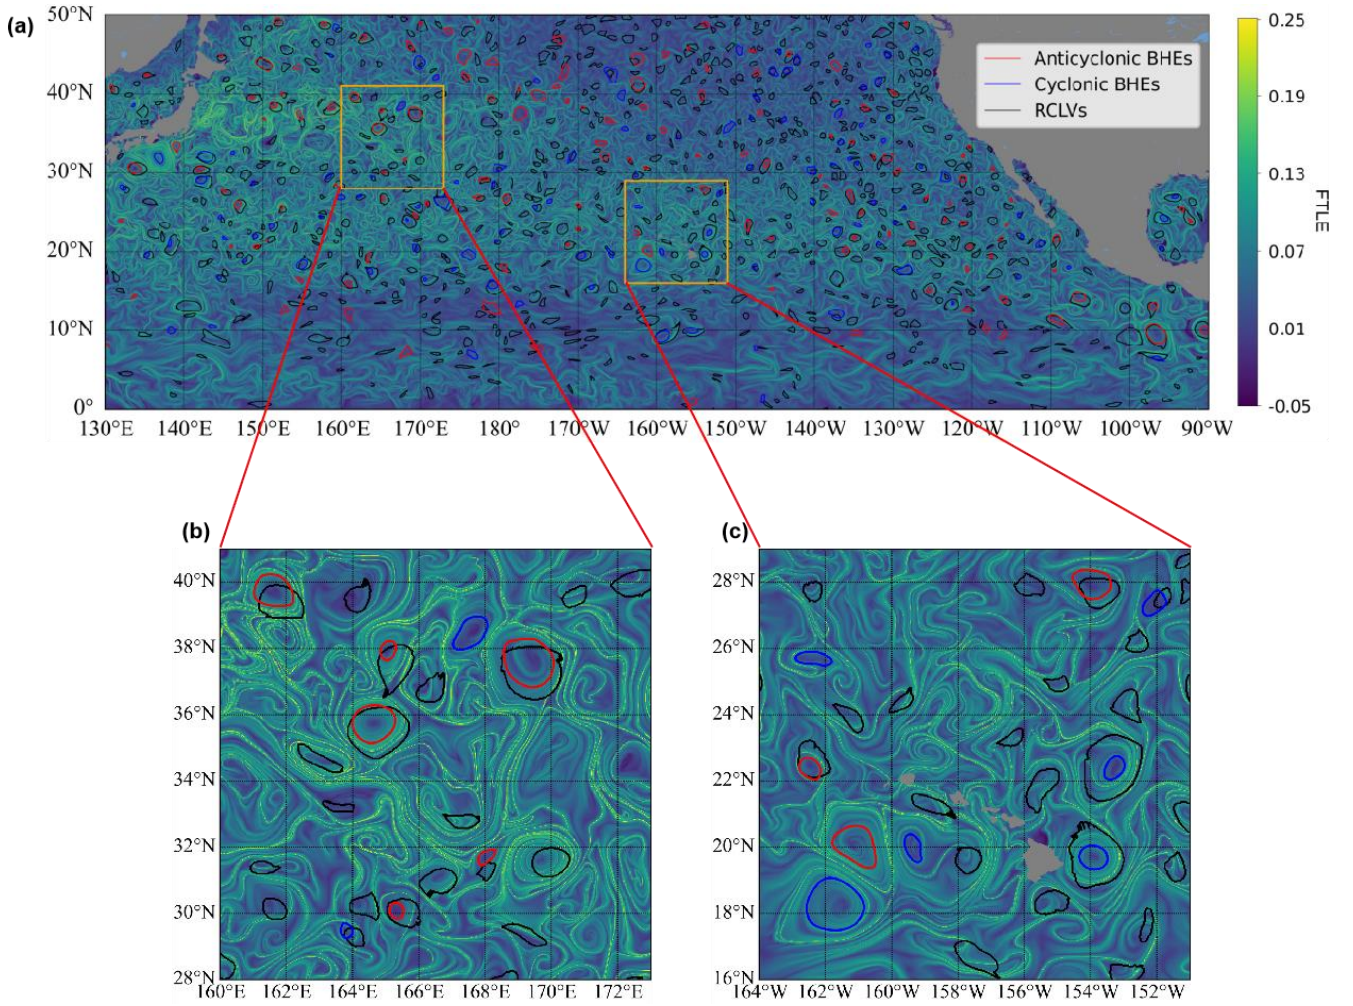 (a)
50°N
40°N
30°N
20°N
10°N
0°
130°E 140°E 150°E 160°E 170°E 180° 170°W 160°W 150°W 140°W 130°W 120°W 110°W 100°W 90°W
Anticyclonic BHEs
Cyclonic BHEs
RCLVs
0.25
0.19
0.13
0.07
0.01
-0.05
FTLE
(b)
40°N
38°N
36°N
34°N
32°N
30°N
28°N
160°E 162°E 164°E 166°E 168°E 170°E 172°E
(c)
28°N
26°N
24°N
22°N
20°N
18°N
16°N
164°W 162°W 160°W 158°W 156°W 154°W 152°W